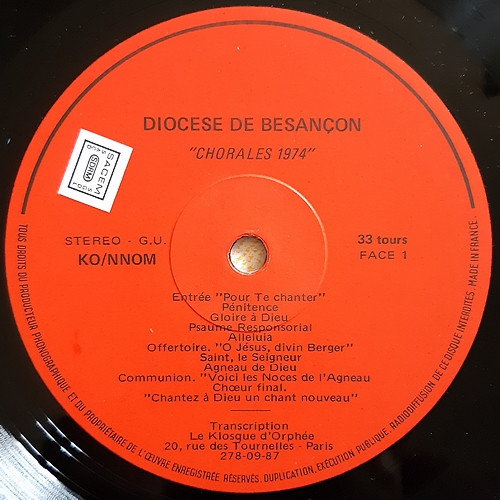 DIOCESE DE BESANÇON
"CHORALES 1974"
SACEM
SDRM
STEREO - G.U.
KO/NNOM
33 tours
FACE 1
Entrée "Pour Te chanter"
Pénitence
Gloire à Dieu
Psaume Responsorial
Alleluia
Offertoire. "O Jésus, divin Berger"
Saint, le Seigneur
Agneau de Dieu
Communion. "Voici les Noces de l'Agneau
Chœur final.
"Chantez à Dieu un chant nouveau"
Transcription
Le Kiosque d'Orphée
20, rue des Tournelles - Paris
278-09-87
TOUS DROITS DU PRODUCTEUR PHONOGRAPHIQUE ET DU PROPRIÉTAIRE DE L'ŒUVRE ENREGISTRÉE RÉSERVÉS. DUPLICATION, EXÉCUTION PUBLIQUE, RADIODIFFUSION DE CE DISQUE INTERDITES. MADE IN FRANCE.